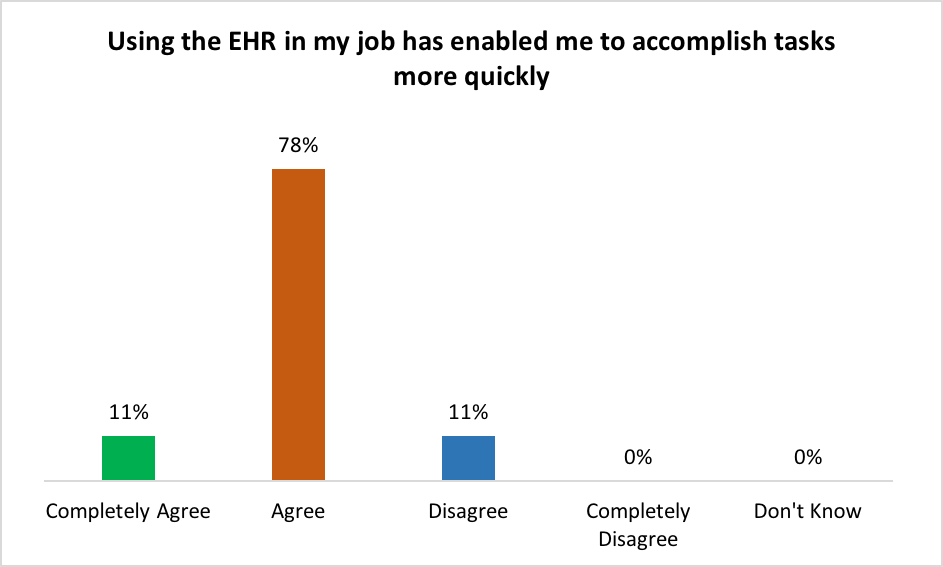 Using the EHR in my job has enabled me to accomplish tasks
more quickly
78%
11%
11%
0%
0%
Completely Agree
Agree
Disagree
Completely
Disagree
Don't Know